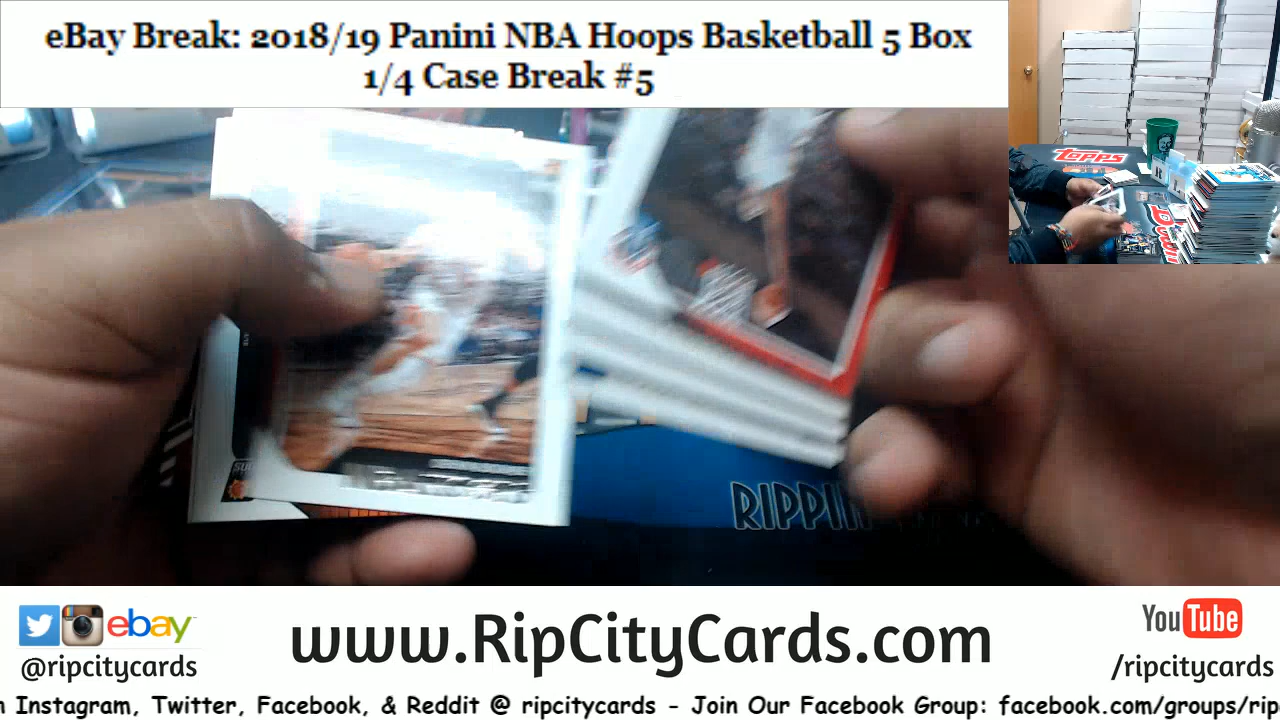 eBay Break: 2018/19 Panini NBA Hoops Basketball 5 Box
1/4 Case Break #5
Topps
RIPPIN
ebay
@ripcitycards
www.RipCityCards.com
YouTube
/ripcitycards
n Instagram, Twitter, Facebook, & Reddit @ ripcitycards - Join Our Facebook Group: facebook.com/groups/rip